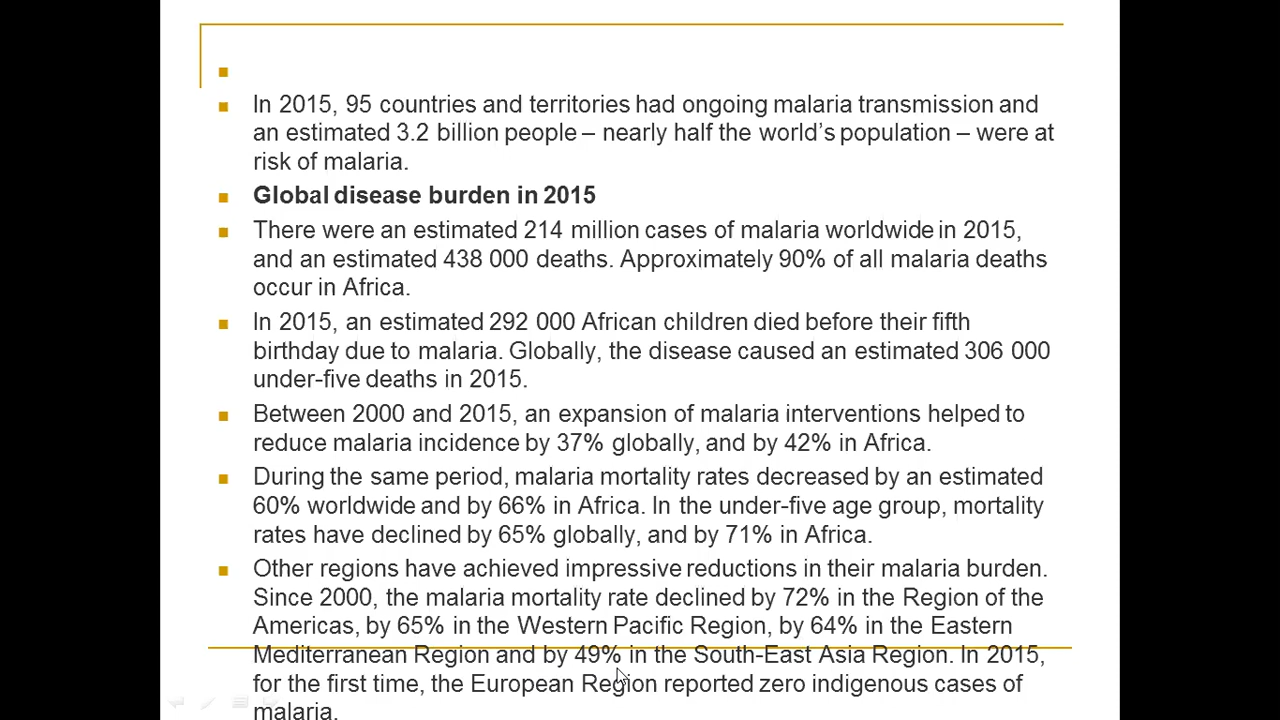 In 2015, 95 countries and territories had ongoing malaria transmission and
an estimated 3.2 billion people – nearly half the world's population – were at
risk of malaria.
Global disease burden in 2015
There were an estimated 214 million cases of malaria worldwide in 2015,
and an estimated 438 000 deaths. Approximately 90% of all malaria deaths
occur in Africa.
In 2015, an estimated 292 000 African children died before their fifth
birthday due to malaria. Globally, the disease caused an estimated 306 000
under-five deaths in 2015.
Between 2000 and 2015, an expansion of malaria interventions helped to
reduce malaria incidence by 37% globally, and by 42% in Africa.
During the same period, malaria mortality rates decreased by an estimated
60% worldwide and by 66% in Africa. In the under-five age group, mortality
rates have declined by 65% globally, and by 71% in Africa.
Other regions have achieved impressive reductions in their malaria burden.
Since 2000, the malaria mortality rate declined by 72% in the Region of the
Americas, by 65% in the Western Pacific Region, by 64% in the Eastern
Mediterranean Region and by 49% in the South-East Asia Region. In 2015,
for the first time, the European Region reported zero indigenous cases of
malaria.